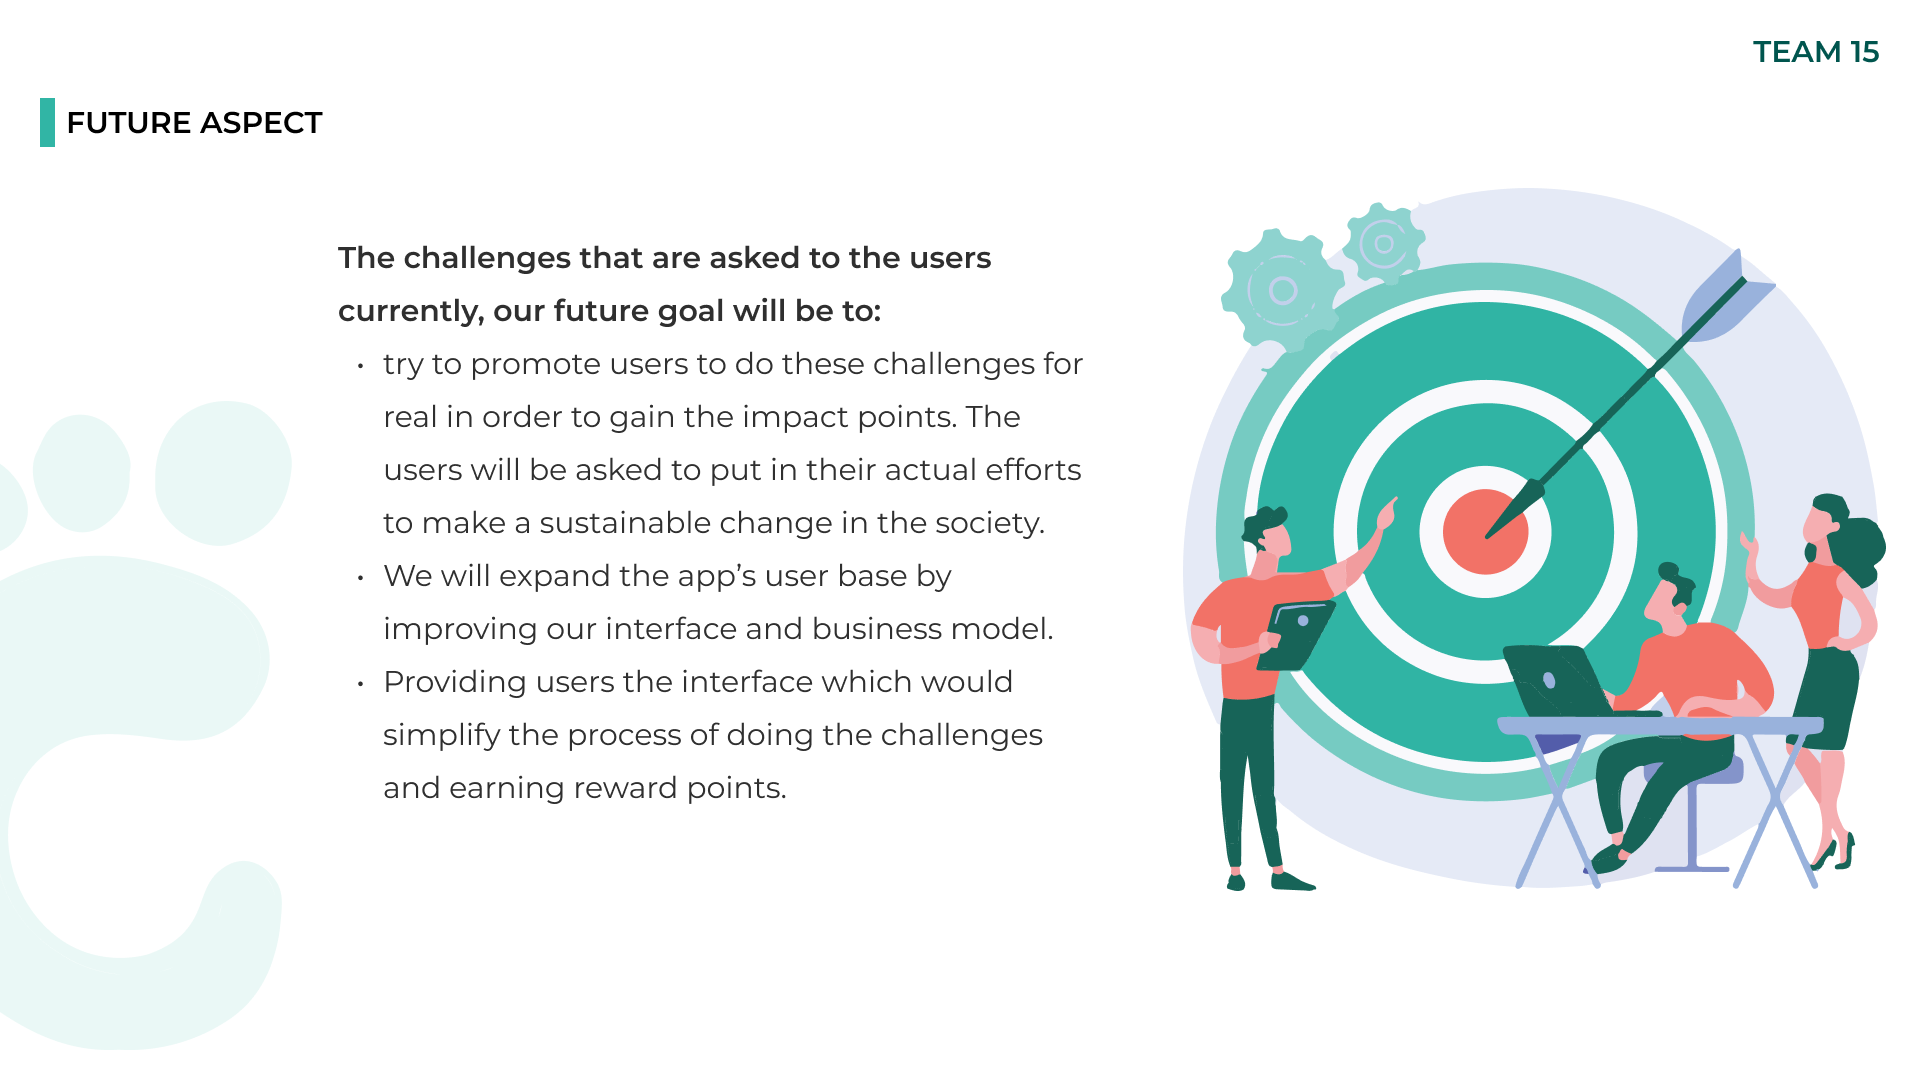 TEAM 15
FUTURE ASPECT
The challenges that are asked to the users
currently, our future goal will be to:
• try to promote users to do these challenges for
real in order to gain the impact points. The
users will be asked to put in their actual efforts
to make a sustainable change in the society.
• We will expand the app’s user base by
improving our interface and business model.
• Providing users the interface which would
simplify the process of doing the challenges
and earning reward points.